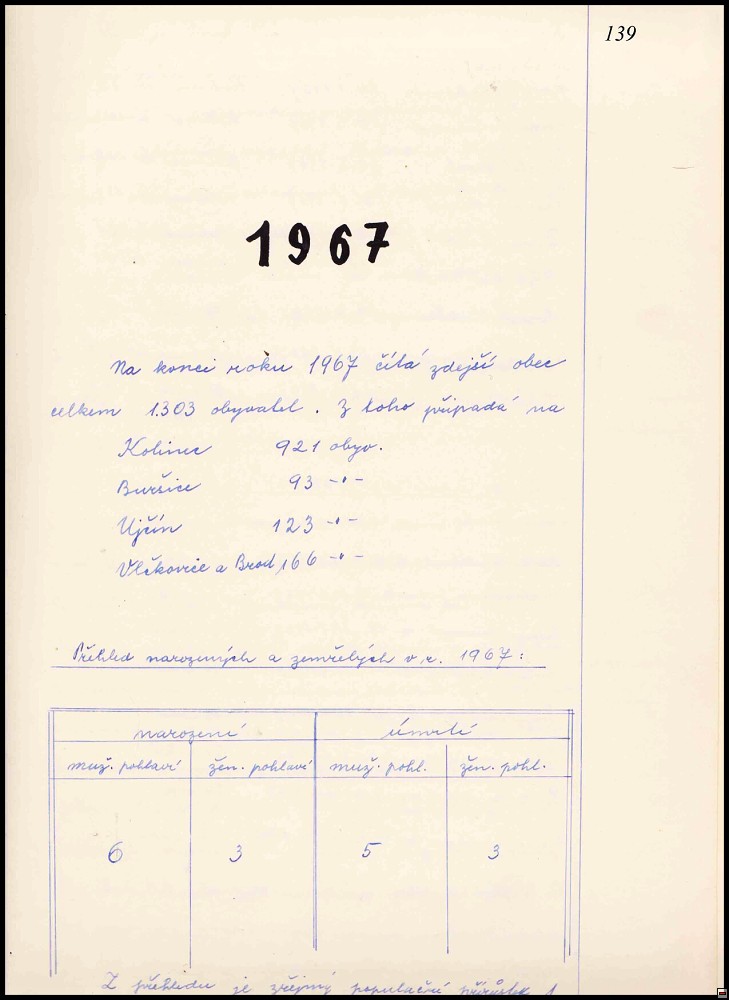 139
1967
Na konci roku 1967 čítá zdejší obec
celkem 1.303 obyvatel. Z toho připadá na
Kolinec 921 obyv.
Buršice 93 -"-
Ujčín 123 -"-
Vlčkovice a Brod 166 -"-
Přehled narozených a zemřelých v r. 1967:
narození úmrtí
muž. pohlaví žen. pohlaví muž. pohl. žen. pohl.
6 3 5 3
Z přehledu je zřejmý populační přírůstek 1